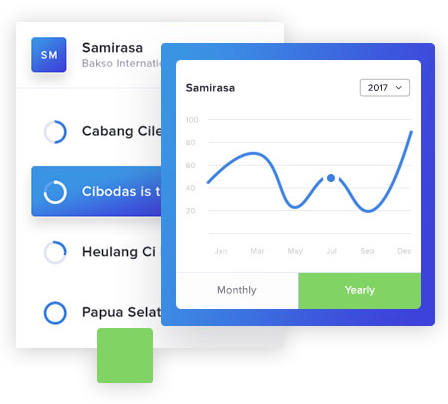 SM
Samirasa
Bakso Internatio
Cabang Cile
Cibodas is t
Heulang Ci
Papua Selat
Samirasa
2017
100
80
60
40
20
Jan Mar May Jul Sep Des
Monthly Yearly